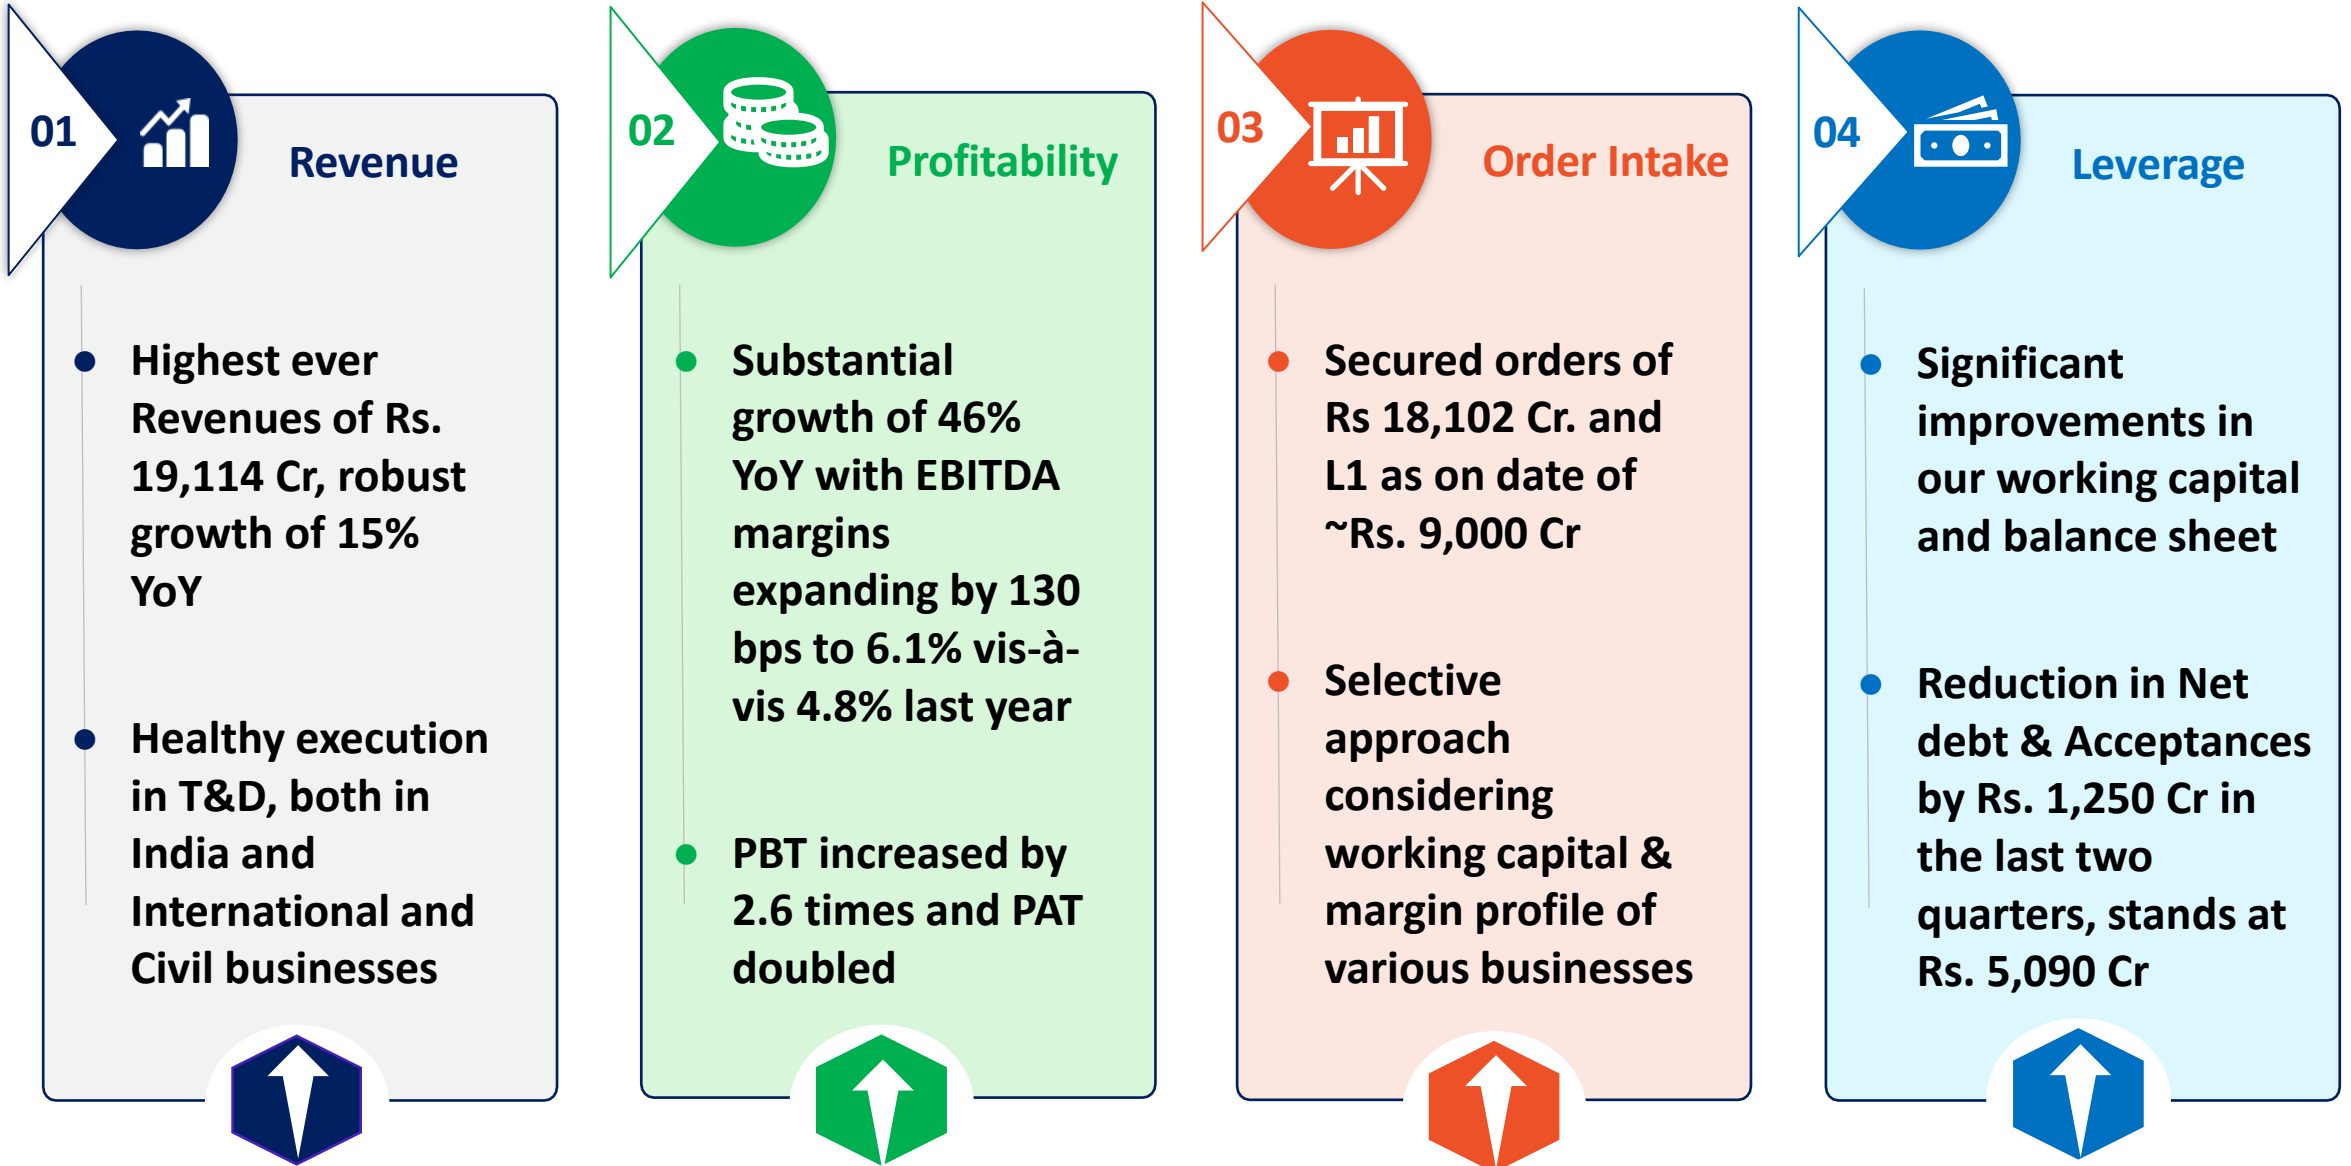 01
Revenue
Highest ever
Revenues of Rs.
19,114 Cr, robust
growth of 15%
YoY
Healthy execution
in T&D, both in
India and
International and
Civil businesses
02
Profitability
Substantial
growth of 46%
YoY with EBITDA
margins
expanding by 130
bps to 6.1% vis-à-
vis 4.8% last year
PBT increased by
2.6 times and PAT
doubled
03
Order Intake
Secured orders of
Rs 18,102 Cr. and
L1 as on date of
~Rs. 9,000 Cr
Selective
approach
considering
working capital &
margin profile of
various businesses
04
Leverage
Significant
improvements in
our working capital
and balance sheet
Reduction in Net
debt & Acceptances
by Rs. 1,250 Cr in
the last two
quarters, stands at
Rs. 5,090 Cr